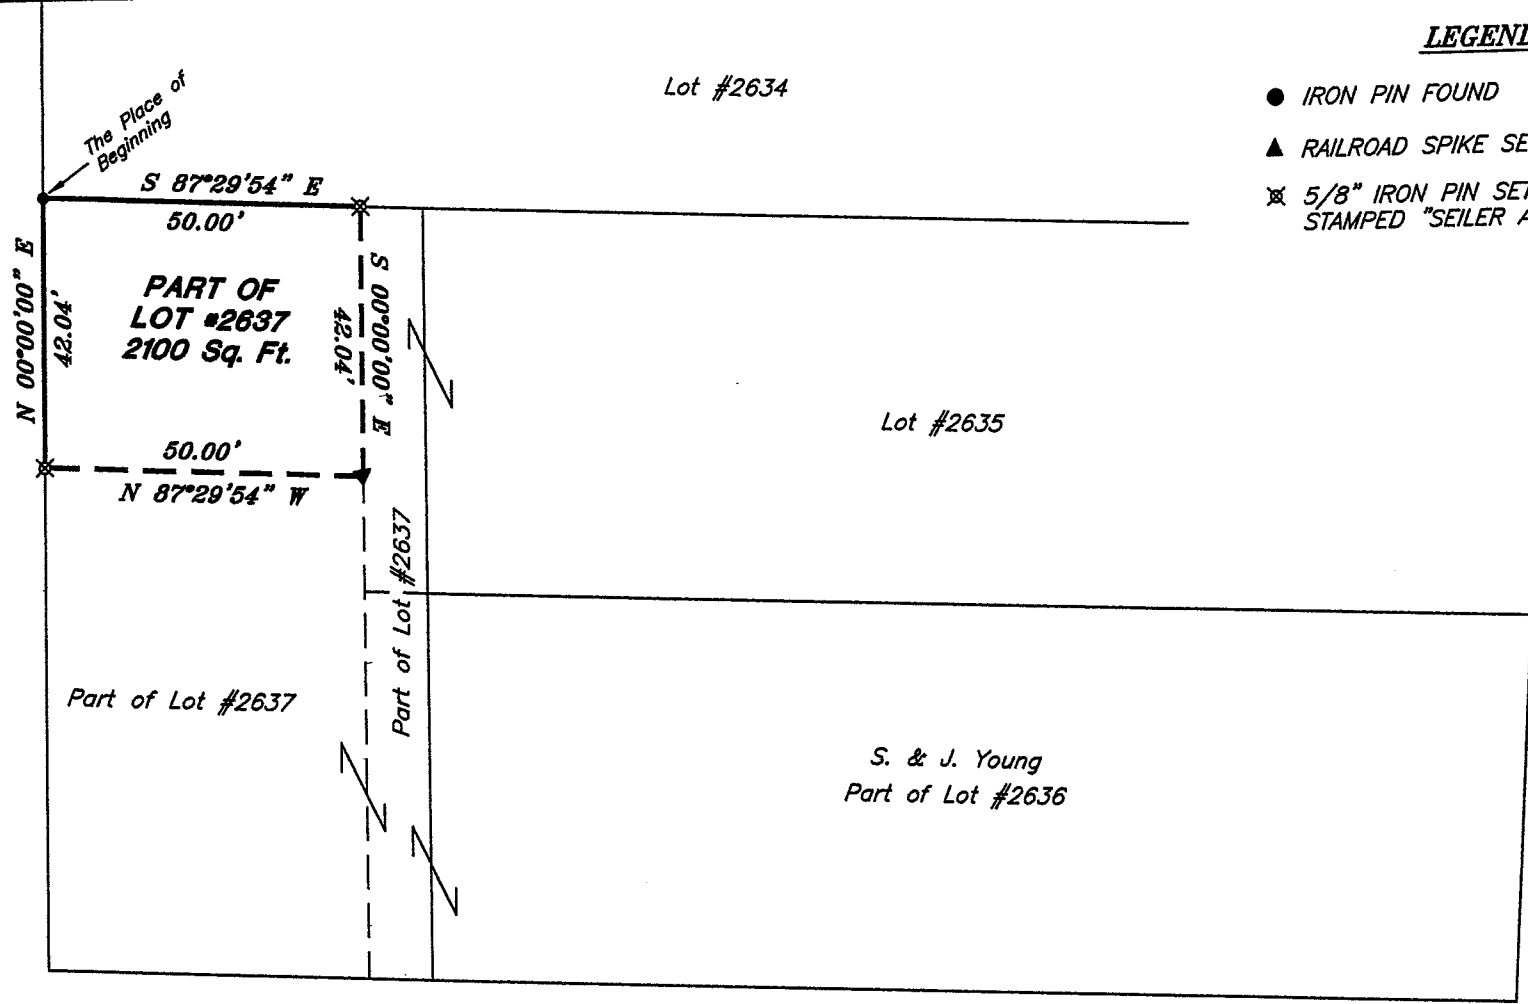 LEGEND
IRON PIN FOUND
RAILROAD SPIKE SE
5/8" IRON PIN SET
STAMPED "SEILER A
Lot #2634
The Place of
Beginning
S 87°29'54" E
50.00'
N 00°00'00" E
42.04'
PART OF
LOT #2637
2100 Sq. Ft.
42.04'
S 00°00'00" E
50.00'
N 87°29'54" W
Lot #2635
Part of Lot #2637
Part of Lot #2637
S. & J. Young
Part of Lot #2636